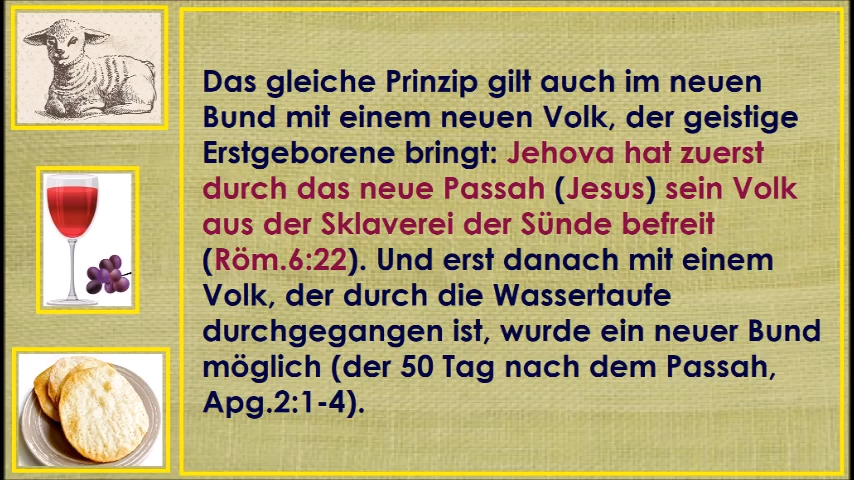 Das gleiche Prinzip gilt auch im neuen
Bund mit einem neuen Volk, der geistige
Erstgeborene bringt: Jehova hat zuerst
durch das neue Passah (Jesus) sein Volk
aus der Sklaverei der Sünde befreit
(Röm.6:22). Und erst danach mit einem
Volk, der durch die Wassertaufe
durchgegangen ist, wurde ein neuer Bund
möglich (der 50 Tag nach dem Passah,
Apg.2:1-4).